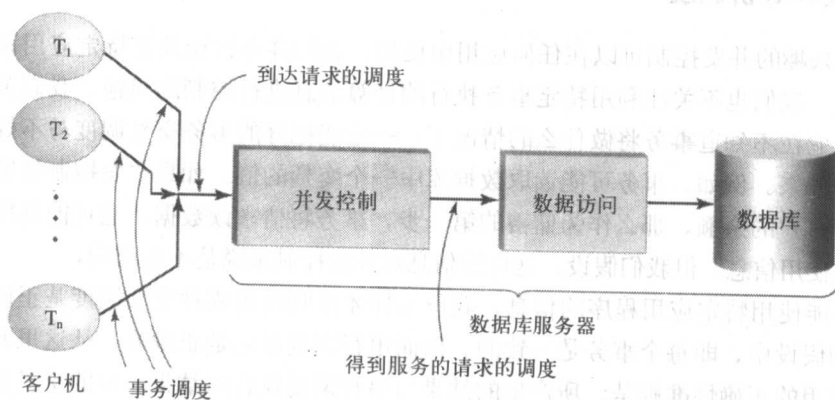 T1
到达请求的调度
T2
并发控制
数据访问
数据库
Tn
数据库服务器
得到服务的请求的调度
客户机
事务调度